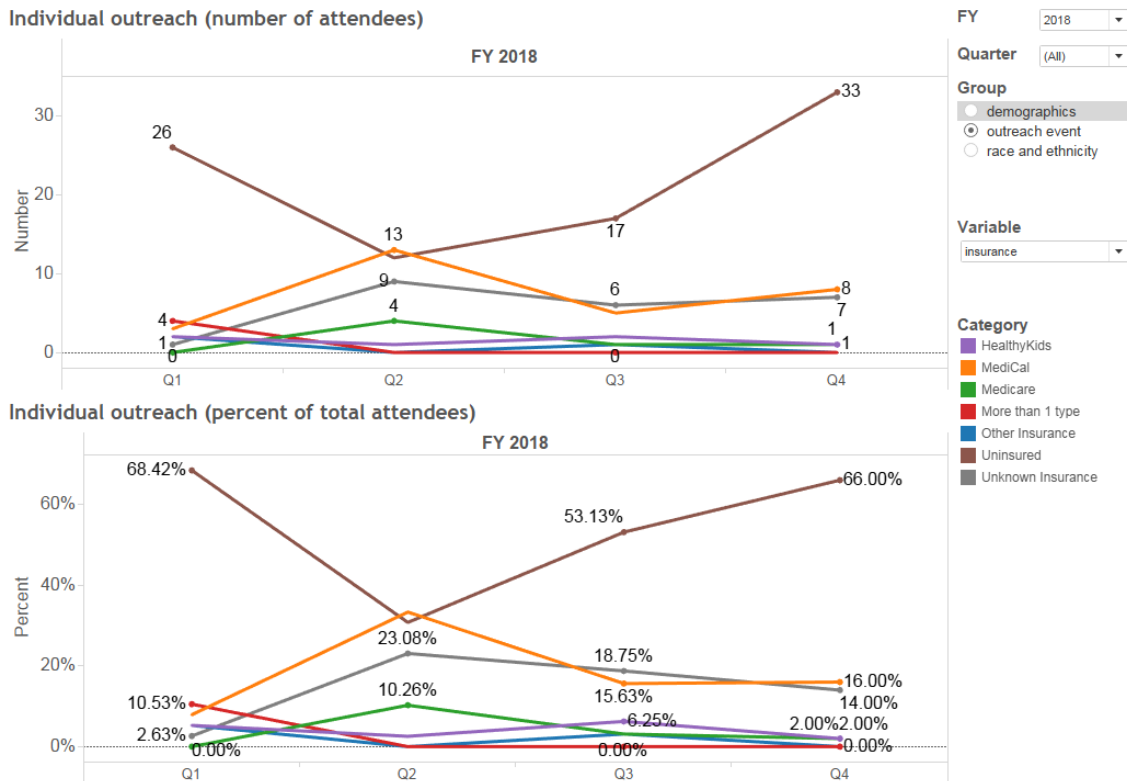 Individual outreach (number of attendees)
FY 2018
30
20
10
0
Number
26
4
1
0
13
9
4
17
6
0
33
8
7
1
1
Q1
Q2
Q3
Q4
Individual outreach (percent of total attendees)
FY 2018
60%
40%
20%
0%
Percent
68.42%
10.53%
2.63%
0.00%
23.08%
10.26%
53.13%
18.75%
15.63%
6.25%
0.00%
66.00%
16.00%
14.00%
2.00%
2.00%
0.00%
Q1
Q2
Q3
Q4
FY
2018
Quarter
(All)
Group
demographics
outreach event
race and ethnicity
Variable
insurance
Category
HealthyKids
MediCal
Medicare
More than 1 type
Other Insurance
Uninsured
Unknown Insurance